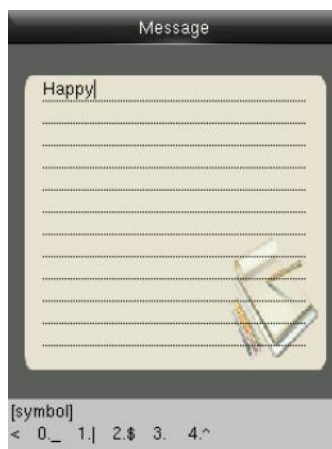 Message
Happy
[symbol]
< 0._ 1.| 2.$ 3. 4.^